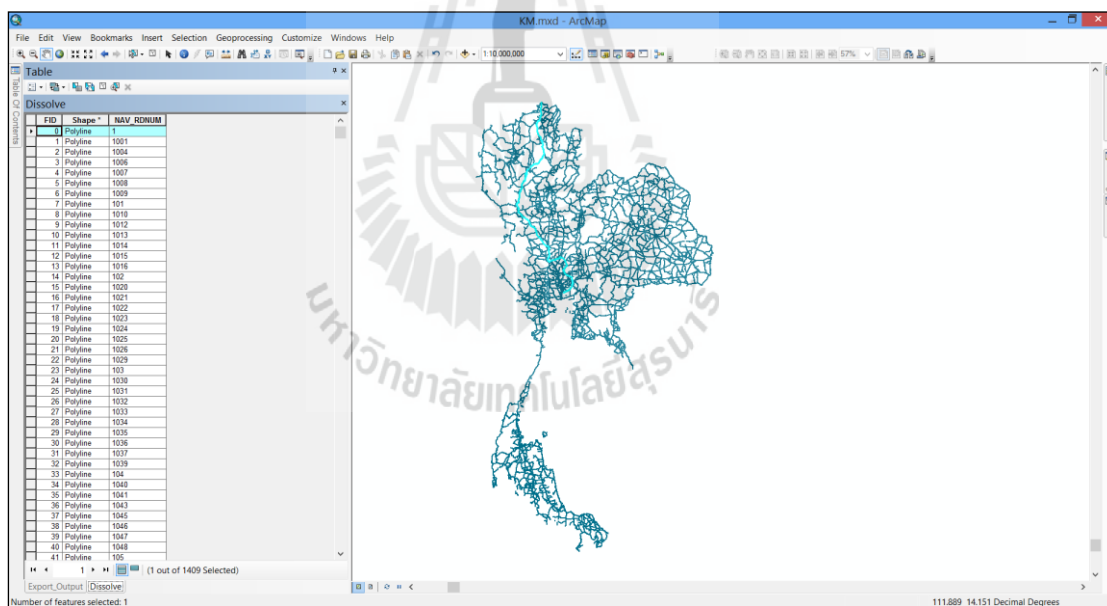 KM.mxd - ArcMap
File Edit View Bookmarks Insert Selection Geoprocessing Customize Windows Help
1:10,000,000
57%
Table Of Contents
Table
Dissolve
FID Shape * NAV_RDNUM
0 Polyline 1
1 Polyline 1001
2 Polyline 1004
3 Polyline 1006
4 Polyline 1007
5 Polyline 1008
6 Polyline 1009
7 Polyline 101
8 Polyline 1010
9 Polyline 1012
10 Polyline 1013
11 Polyline 1014
12 Polyline 1015
13 Polyline 1016
14 Polyline 102
15 Polyline 1020
16 Polyline 1021
17 Polyline 1022
18 Polyline 1023
19 Polyline 1024
20 Polyline 1025
21 Polyline 1026
22 Polyline 1029
23 Polyline 103
24 Polyline 1030
25 Polyline 1031
26 Polyline 1032
27 Polyline 1033
28 Polyline 1034
29 Polyline 1035
30 Polyline 1036
31 Polyline 1037
32 Polyline 1039
33 Polyline 104
34 Polyline 1040
35 Polyline 1041
36 Polyline 1043
37 Polyline 1045
38 Polyline 1046
39 Polyline 1047
40 Polyline 1048
41 Polyline 105
1 (1 out of 1409 Selected)
Export_Output Dissolve
Number of features selected: 1
111.889 14.151 Decimal Degrees
มหาวิทยาลัยเทคโนโลยีสุรนารี